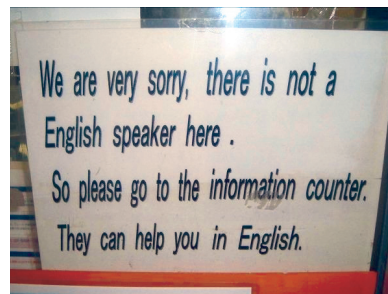 We are very sorry, there is not a
English speaker here .
So please go to the information counter.
They can help you in English.